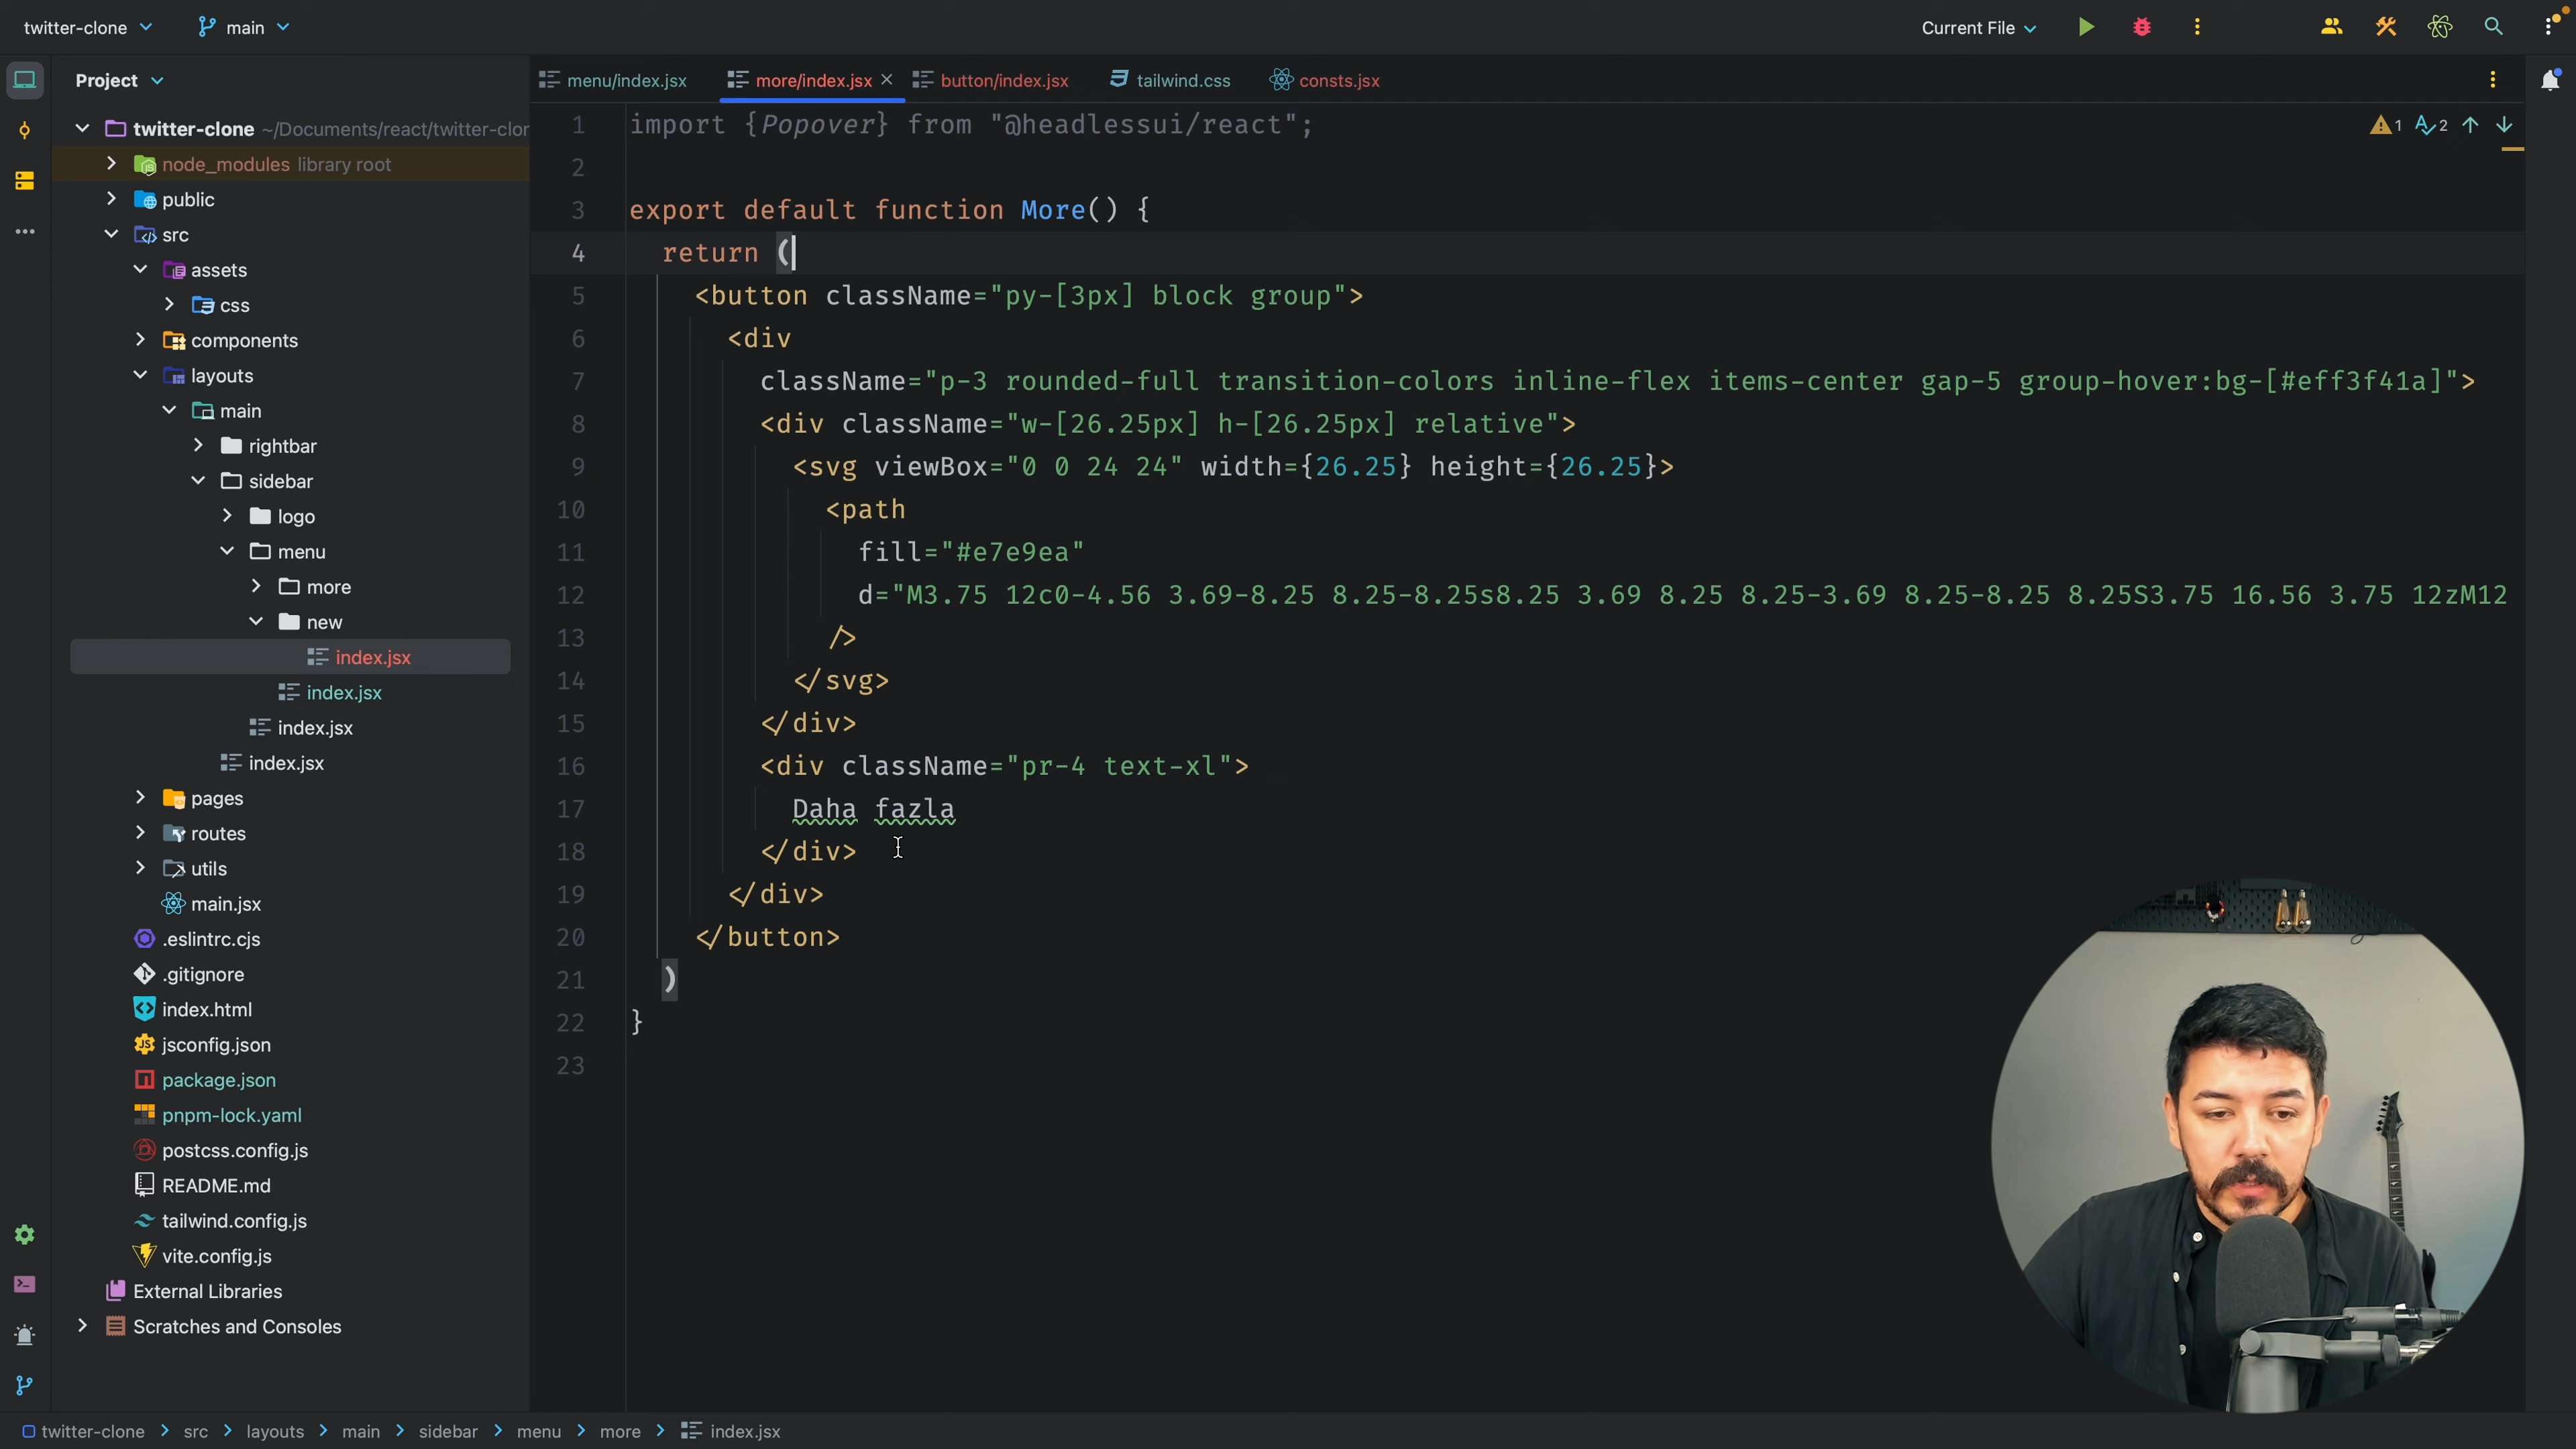 twitter-clone
main
Current File
Project
menu/index.jsx
more/index.jsx
button/index.jsx
tailwind.css
consts.jsx
twitter-clone ~/Documents/react/twitter-clor
node_modules library root
public
src
assets
css
components
layouts
main
rightbar
sidebar
logo
menu
more
new
index.jsx
index.jsx
index.jsx
index.jsx
pages
routes
utils
main.jsx
.eslintrc.cjs
.gitignore
index.html
jsconfig.json
package.json
pnpm-lock.yaml
postcss.config.js
README.md
tailwind.config.js
vite.config.js
External Libraries
Scratches and Consoles
1 import {Popover} from "@headlessui/react";
1 2
2
3 export default function More() {
4 return (
5 <button className="py-[3px] block group">
6 <div
7 className="p-3 rounded-full transition-colors inline-flex items-center gap-5 group-hover:bg-[#eff3f41a]">
8 <div className="w-[26.25px] h-[26.25px] relative">
9 <svg viewBox="0 0 24 24" width={26.25} height={26.25}>
10 <path
11 fill="#e7e9ea"
12 d="M3.75 12c0-4.56 3.69-8.25 8.25-8.25s8.25 3.69 8.25 8.25-3.69 8.25-8.25 8.25S3.75 16.56 3.75 12zM12
13 />
14 </svg>
15 </div>
16 <div className="pr-4 text-xl">
17 Daha fazla
18 </div>
19 </div>
20 </button>
21 )
22 }
23
twitter-clone > src > layouts > main > sidebar > menu > more > index.jsx